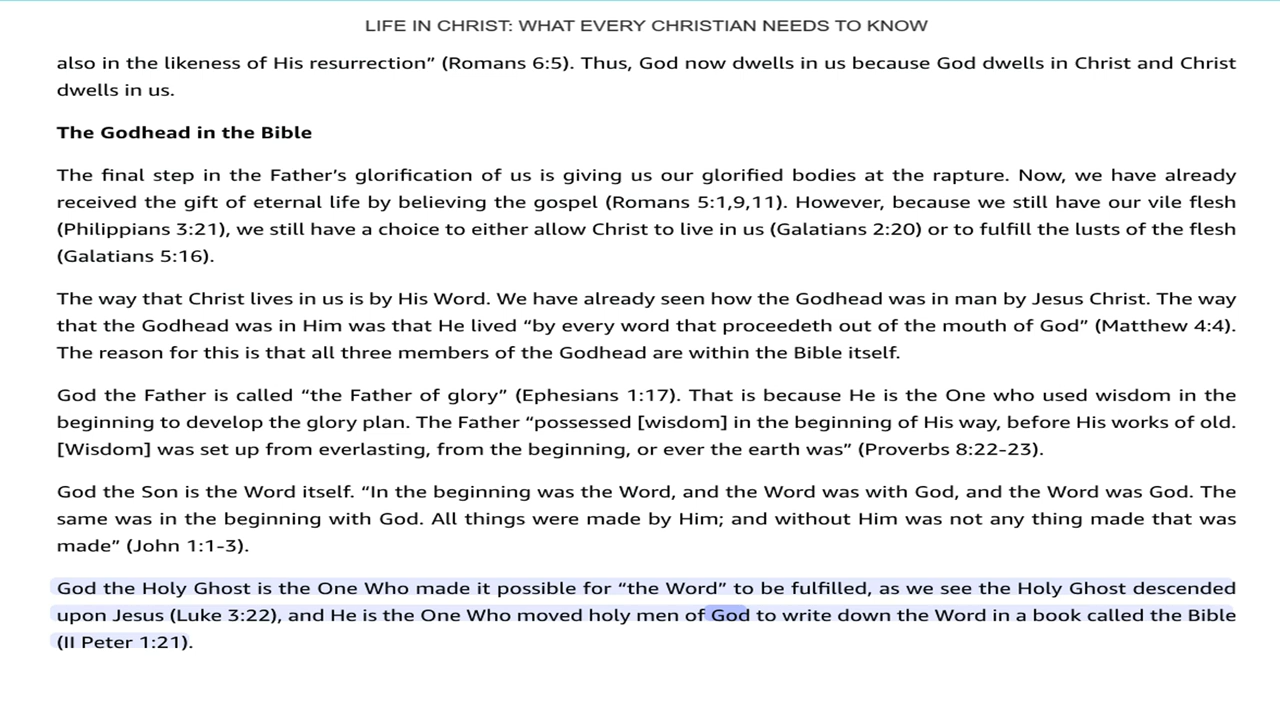 LIFE IN CHRIST: WHAT EVERY CHRISTIAN NEEDS TO KNOW
also in the likeness of His resurrection” (Romans 6:5). Thus, God now dwells in us because God dwells in Christ and Christ
dwells in us.
The Godhead in the Bible
The final step in the Father’s glorification of us is giving us our glorified bodies at the rapture. Now, we have already
received the gift of eternal life by believing the gospel (Romans 5:1,9,11). However, because we still have our vile flesh
(Philippians 3:21), we still have a choice to either allow Christ to live in us (Galatians 2:20) or to fulfill the lusts of the flesh
(Galatians 5:16).
The way that Christ lives in us is by His Word. We have already seen how the Godhead was in man by Jesus Christ. The way
that the Godhead was in Him was that He lived “by every word that proceedeth out of the mouth of God” (Matthew 4:4).
The reason for this is that all three members of the Godhead are within the Bible itself.
God the Father is called “the Father of glory” (Ephesians 1:17). That is because He is the One who used wisdom in the
beginning to develop the glory plan. The Father “possessed [wisdom] in the beginning of His way, before His works of old.
[Wisdom] was set up from everlasting, from the beginning, or ever the earth was” (Proverbs 8:22-23).
God the Son is the Word itself. “In the beginning was the Word, and the Word was with God, and the Word was God. The
same was in the beginning with God. All things were made by Him; and without Him was not any thing made that was
made” (John 1:1-3).
God the Holy Ghost is the One Who made it possible for “the Word” to be fulfilled, as we see the Holy Ghost descended
upon Jesus (Luke 3:22), and He is the One Who moved holy men of God to write down the Word in a book called the Bible
(II Peter 1:21).